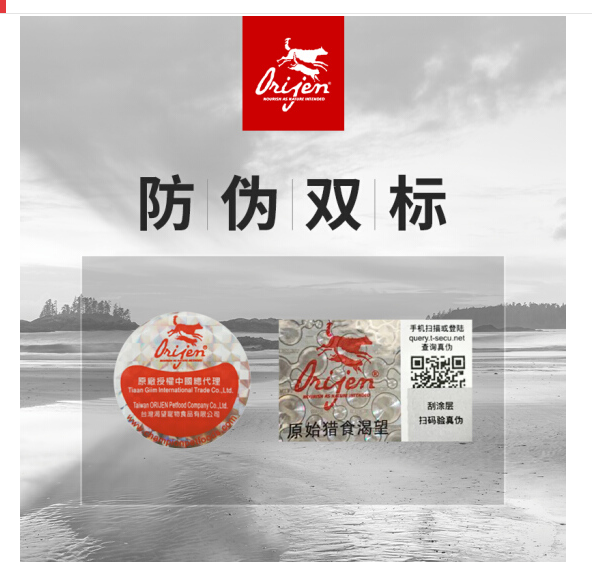 Orijen
NOURISH AS NATURE INTENDED
防伪双标
Orijen
原廠授權中國總代理
Tisan Giim International Trade Co.,Ltd.
Taiwan ORIJEN Petfood Company Co.,Ltd.
台灣渴望寵物食品有限公司
Orijen
NOURISH AS NATURE INTENDED
原始猎食渴望
手机扫描或登陆
query.t-secu.net
查询真伪
刮涂层
扫码验真伪